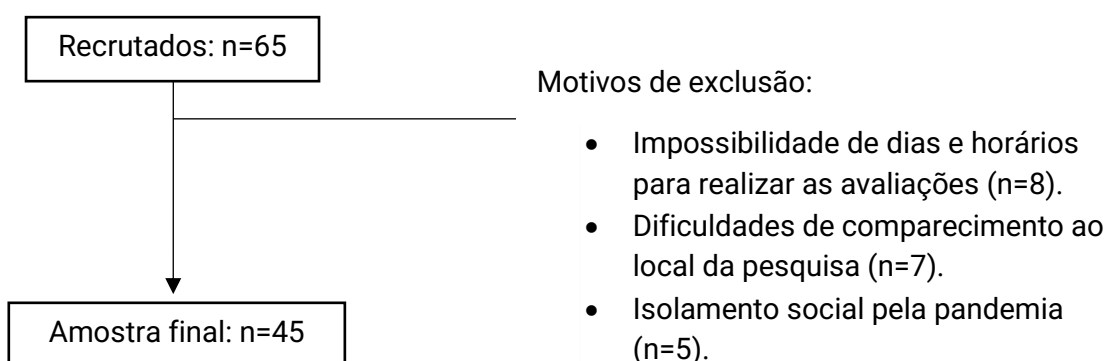 Recrutados: n=65
Motivos de exclusão:
• Impossibilidade de dias e horários
para realizar as avaliações (n=8).
• Dificuldades de comparecimento ao
local da pesquisa (n=7).
• Isolamento social pela pandemia
(n=5).
Amostra final: n=45